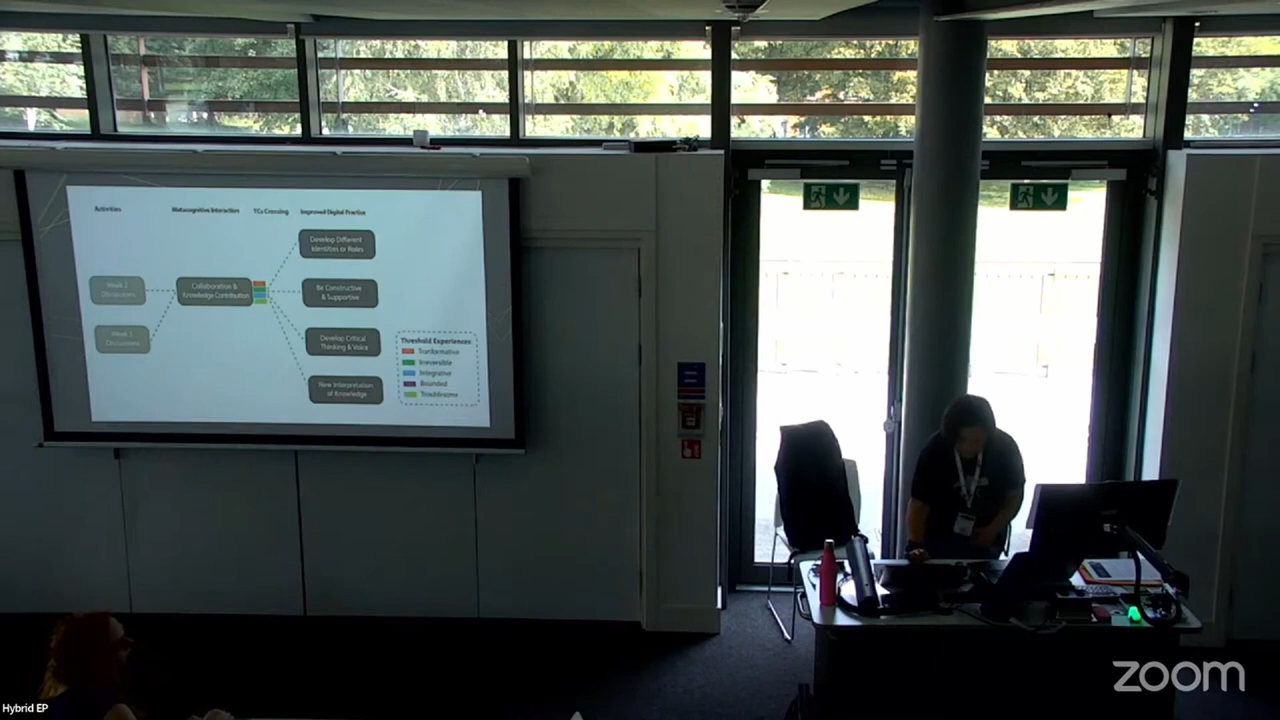 Activities
Metacognitive Interaction
TCs Crossing
Improved Digital Practice
Develop Different
Identities or Roles
Week 2
Discussions
Collaboration &
Knowledge Contribution
Be Constructive
& Supportive
Week 5
Discussions
Develop Critical
Thinking & Voice
New Interpretation
of Knowledge
Threshold Experiences:
Transformative
Irreversible
Integrative
Bounded
Troublesome
zoom
Hybrid EP